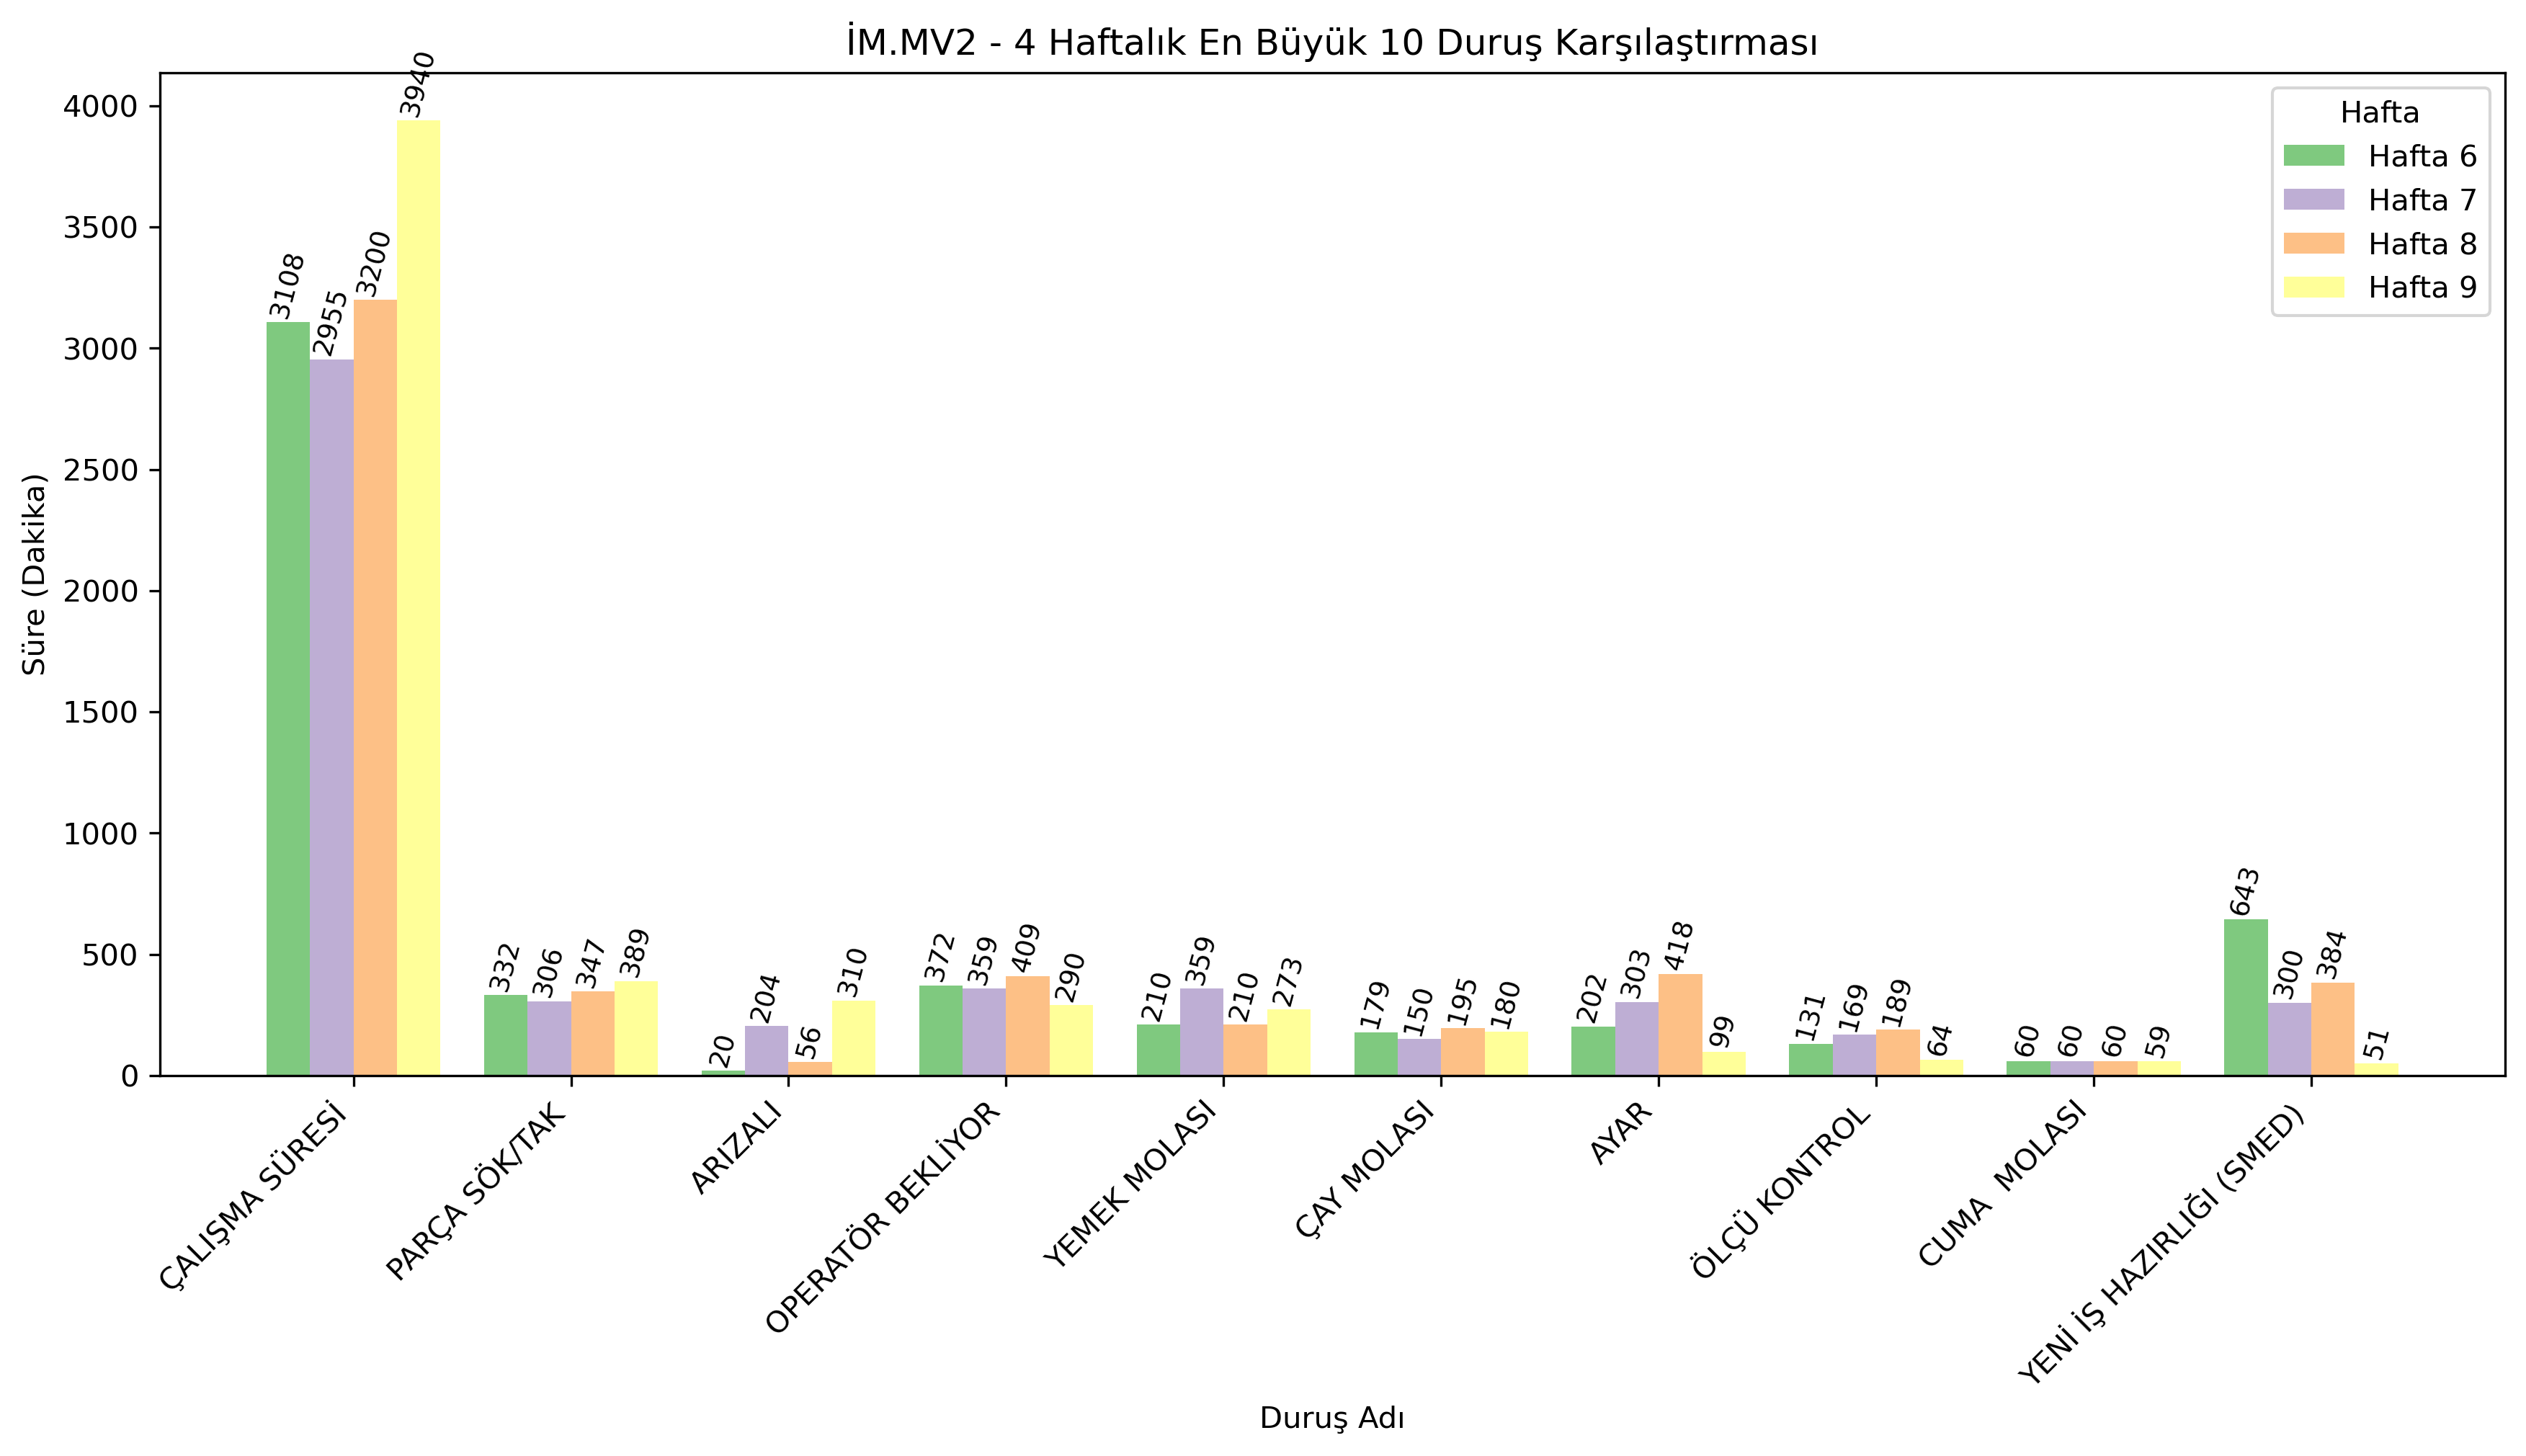 İM.MV2 - 4 Haftalık En Büyük 10 Duruş Karşılaştırması
Süre (Dakika)
4000
3500
3000
2500
2000
1500
1000
500
0
Hafta
Hafta 6
Hafta 7
Hafta 8
Hafta 9
3108
2955
3200
3940
332
306
347
389
20
204
56
310
372
359
409
290
210
359
210
273
179
150
195
180
202
303
418
99
131
169
189
64
60
60
60
59
643
300
384
51
ÇALIŞMA SÜRESİ
PARÇA SÖK/TAK
ARIZALI
OPERATÖR BEKLİYOR
YEMEK MOLASI
ÇAY MOLASI
AYAR
ÖLÇÜ KONTROL
CUMA  MOLASI
YENİ İŞ HAZIRLIĞI (SMED)
Duruş Adı